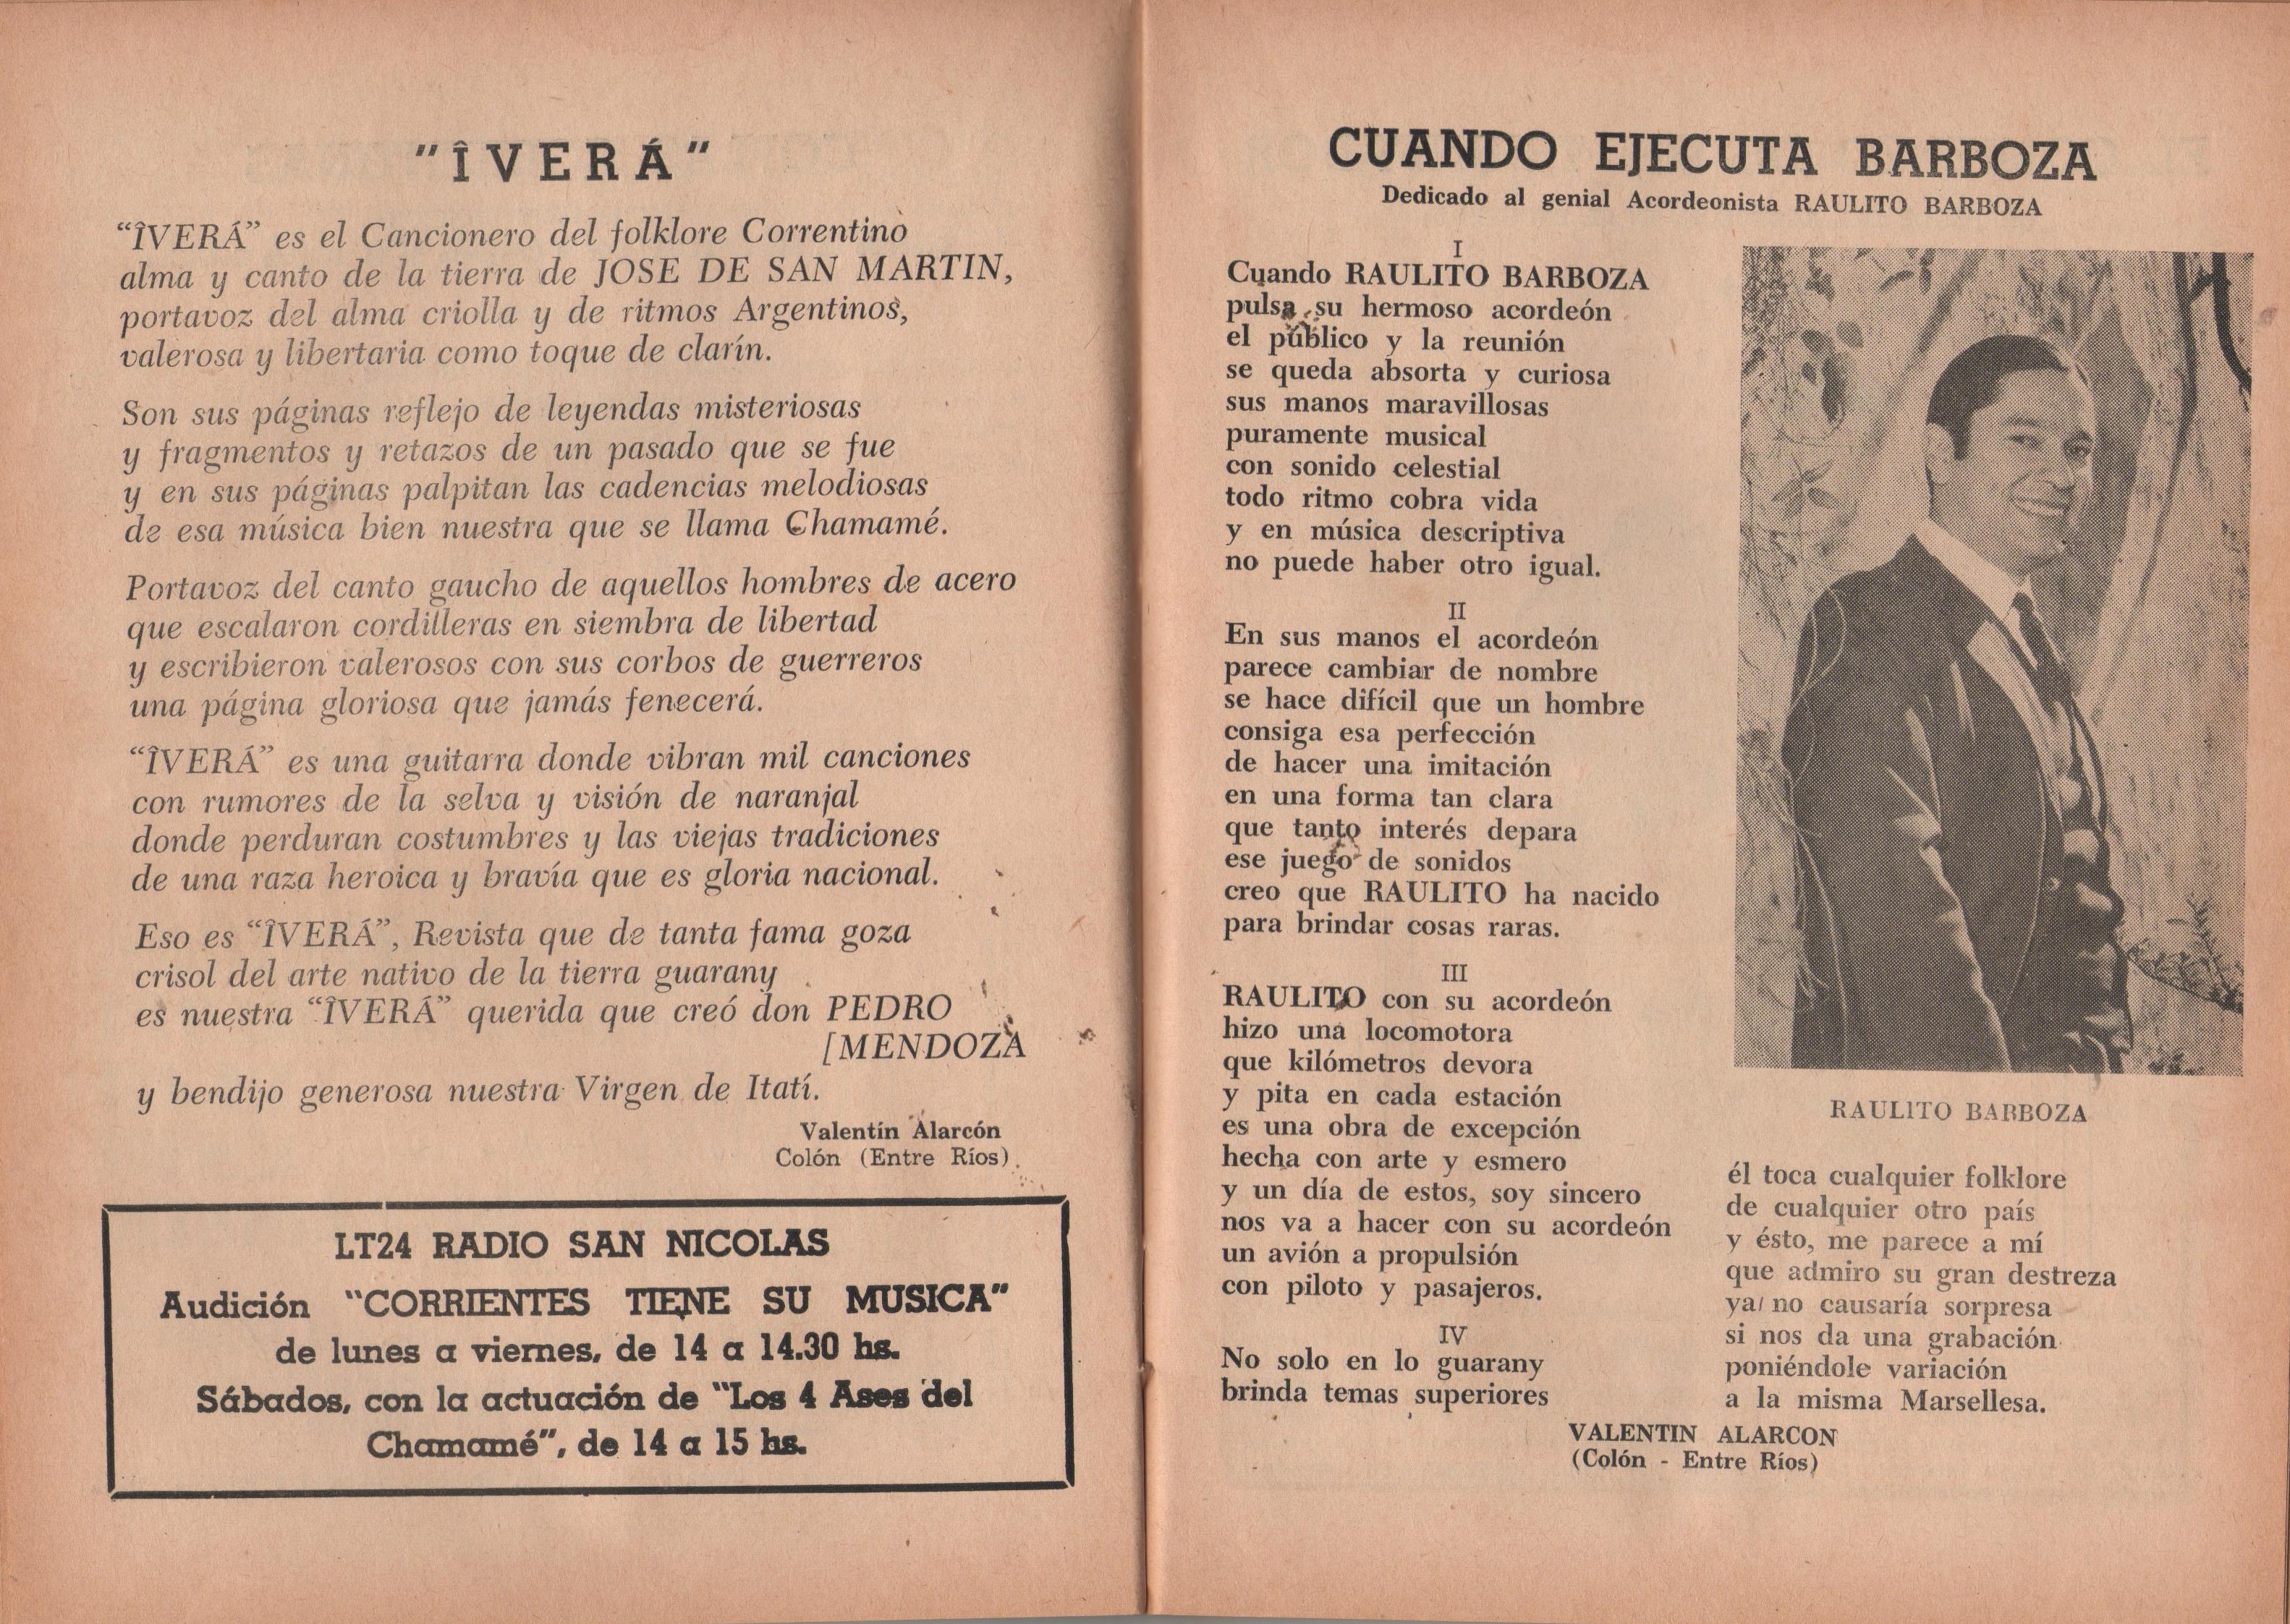 "ÎVERÁ"
"ÎVERÁ" es el Cancionero del folklore Correntino
alma y canto de la tierra de JOSE DE SAN MARTIN,
portavoz del alma criolla y de ritmos Argentinos,
valerosa y libertaria como toque de clarín.
Son sus páginas reflejo de leyendas misteriosas
y fragmentos y retazos de un pasado que se fue
y en sus páginas palpitan las cadencias melodiosas
de esa música bien nuestra que se llama Chamamé.
Portavoz del canto gaucho de aquellos hombres de acero
que escalaron cordilleras en siembra de libertad
y escribieron valerosos con sus corbos de guerreros
una página gloriosa que jamás fenecerá.
"ÎVERÁ" es una guitarra donde vibran mil canciones
con rumores de la selva y visión de naranjal
donde perduran costumbres y las viejas tradiciones
de una raza heroica y bravía que es gloria nacional.
Eso es "ÎVERÁ", Revista que de tanta fama goza
crisol del arte nativo de la tierra guarany
es nuestra "ÎVERÁ" querida que creó don PEDRO
[MENDOZA
y bendijo generosa nuestra Virgen de Itatí.
Valentín Alarcón
Colón (Entre Ríos)
LT24 RADIO SAN NICOLAS
Audición "CORRIENTES TIENE SU MUSICA"
de lunes a viernes, de 14 a 14.30 hs.
Sábados, con la actuación de "Los 4 Ases del
Chamamé", de 14 a 15 hs.
CUANDO EJECUTA BARBOZA
Dedicado al genial Acordeonista RAULITO BARBOZA
I
Cuando RAULITO BARBOZA
pulsa su hermoso acordeón
el público y la reunión
se queda absorta y curiosa
sus manos maravillosas
puramente musical
con sonido celestial
todo ritmo cobra vida
y en música descriptiva
no puede haber otro igual.
II
En sus manos el acordeón
parece cambiar de nombre
se hace difícil que un hombre
consiga esa perfección
de hacer una imitación
en una forma tan clara
que tanto interés depara
ese juego de sonidos
creo que RAULITO ha nacido
para brindar cosas raras.
III
RAULITO con su acordeón
hizo una locomotora
que kilómetros devora
y pita en cada estación
es una obra de excepción
hecha con arte y esmero
y un día de estos, soy sincero
nos va a hacer con su acordeón
un avión a propulsión
con piloto y pasajeros.
IV
No solo en lo guarany
brinda temas superiores
RAULITO BARBOZA
él toca cualquier folklore
de cualquier otro país
y ésto, me parece a mí
que admiro su gran destreza
ya no causaría sorpresa
si nos da una grabación
poniéndole variación
a la misma Marsellesa.
VALENTIN ALARCON
(Colón - Entre Ríos)